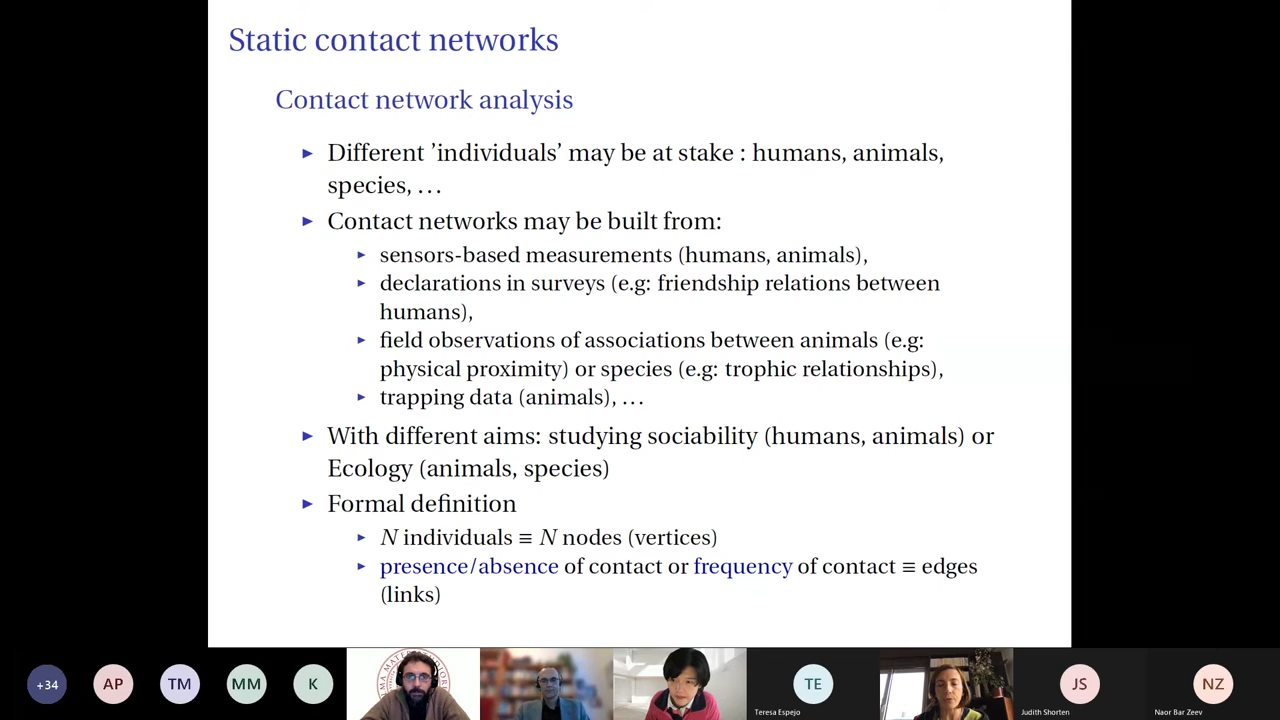 Static contact networks
Contact network analysis
▶ Different 'individuals' may be at stake : humans, animals,
species, …
▶ Contact networks may be built from:
▶ sensors-based measurements (humans, animals),
▶ declarations in surveys (e.g: friendship relations between
humans),
▶ field observations of associations between animals (e.g:
physical proximity) or species (e.g: trophic relationships),
▶ trapping data (animals), …
▶ With different aims: studying sociability (humans, animals) or
Ecology (animals, species)
▶ Formal definition
▶ N individuals ≡ N nodes (vertices)
▶ presence/absence of contact or frequency of contact ≡ edges
(links)
+34
AP
TM
MM
K
TE
JS
NZ
Teresa Espejo
Judith Shorten
Naor Bar Zeev